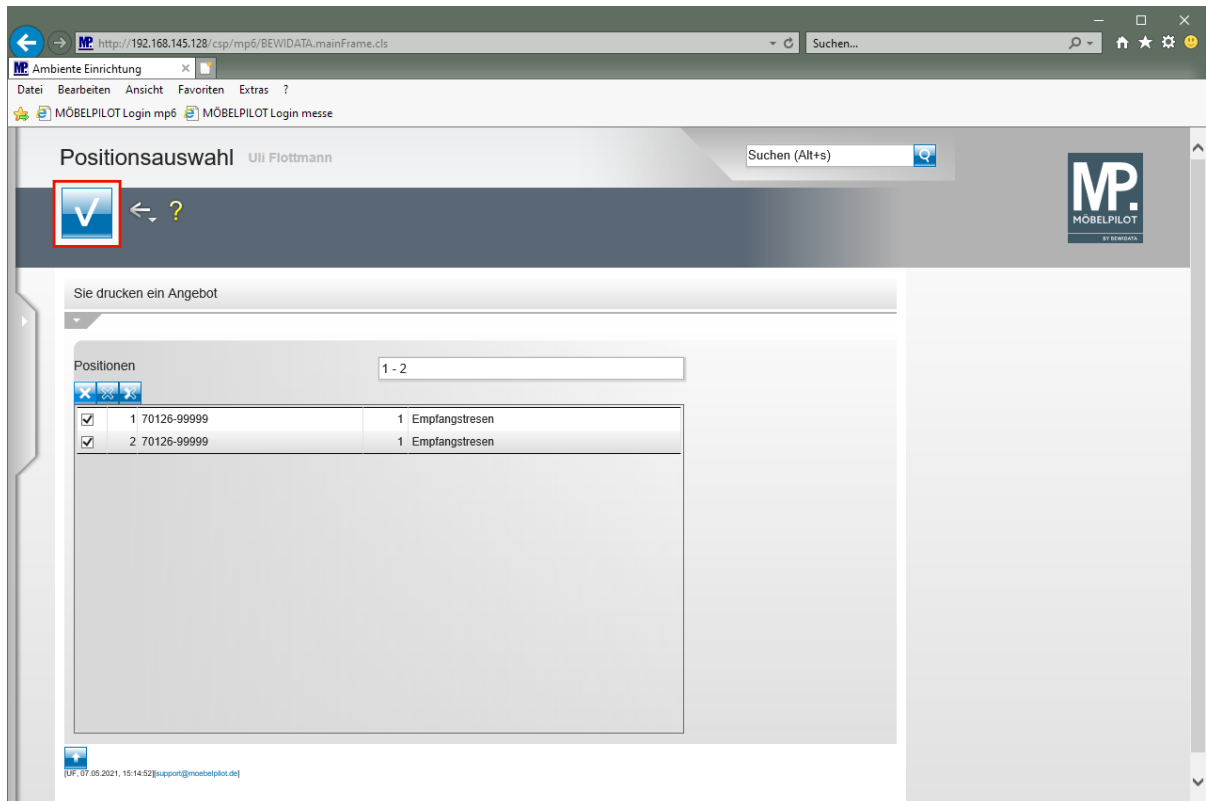 http://192.168.145.128/csp/mp6/BEWIDATA.mainFrame.cls
Suchen...
MP. Ambiente Einrichtung
Datei Bearbeiten Ansicht Favoriten Extras ?
MÖBELPILOT Login mp6 MÖBELPILOT Login messe
Positionsauswahl Uli Flottmann
Suchen (Alt+s)
?
MP.
MÖBELPILOT
BY BEWIDATA
Sie drucken ein Angebot
Positionen
1 - 2
1 70126-99999 1 Empfangstresen
2 70126-99999 1 Empfangstresen
[UF, 07.05.2021, 15:14:52][support@moebelpilot.de]